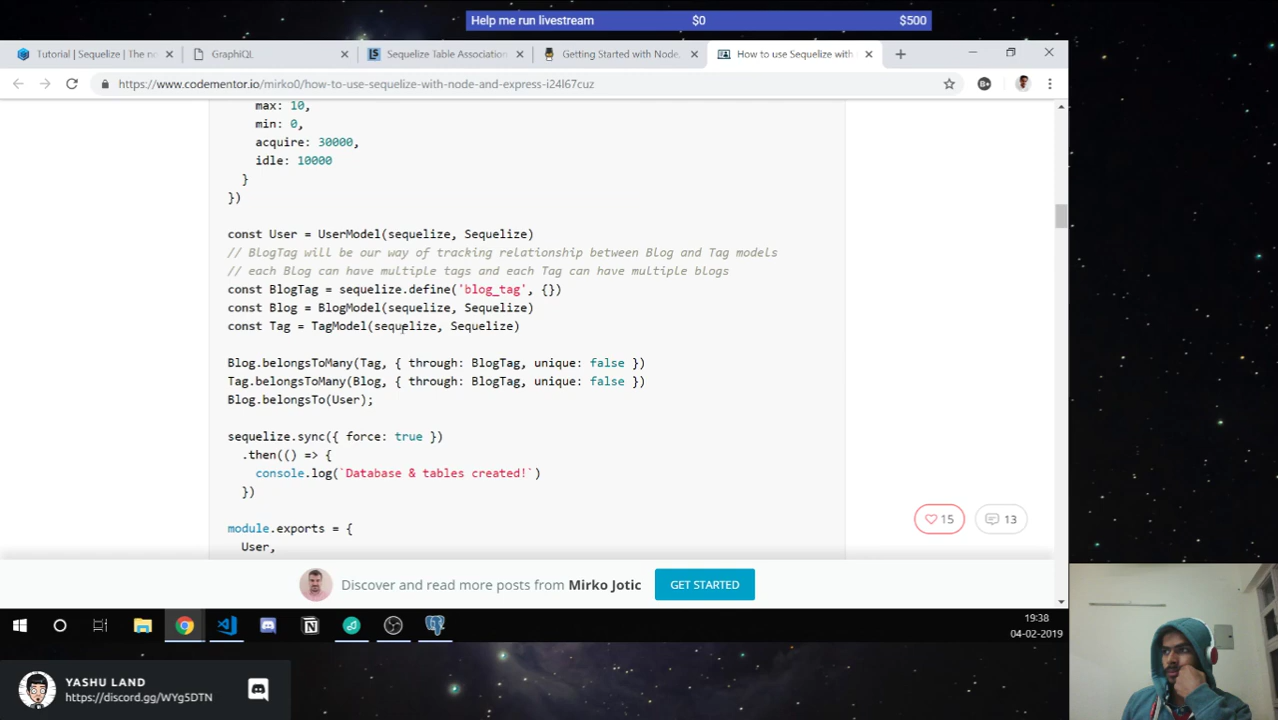 Help me run livestream $0 $500
Tutorial | Sequelize | The no
GraphiQL
Sequelize Table Association
Getting Started with Node.
How to use Sequelize with
https://www.codementor.io/mirko0/how-to-use-sequelize-with-node-and-express-i24l67cuz
max: 10,
min: 0,
acquire: 30000,
idle: 10000
}
})
const User = UserModel(sequelize, Sequelize)
// BlogTag will be our way of tracking relationship between Blog and Tag models
// each Blog can have multiple tags and each Tag can have multiple blogs
const BlogTag = sequelize.define('blog_tag', {})
const Blog = BlogModel(sequelize, Sequelize)
const Tag = TagModel(sequelize, Sequelize)
Blog.belongsToMany(Tag, { through: BlogTag, unique: false })
Tag.belongsToMany(Blog, { through: BlogTag, unique: false })
Blog.belongsTo(User);
sequelize.sync({ force: true })
.then(() => {
console.log(`Database & tables created!`)
})
module.exports = {
User,
15
13
Discover and read more posts from Mirko Jotic
GET STARTED
19:38
04-02-2019
YASHU LAND
https://discord.gg/WYg5DTN